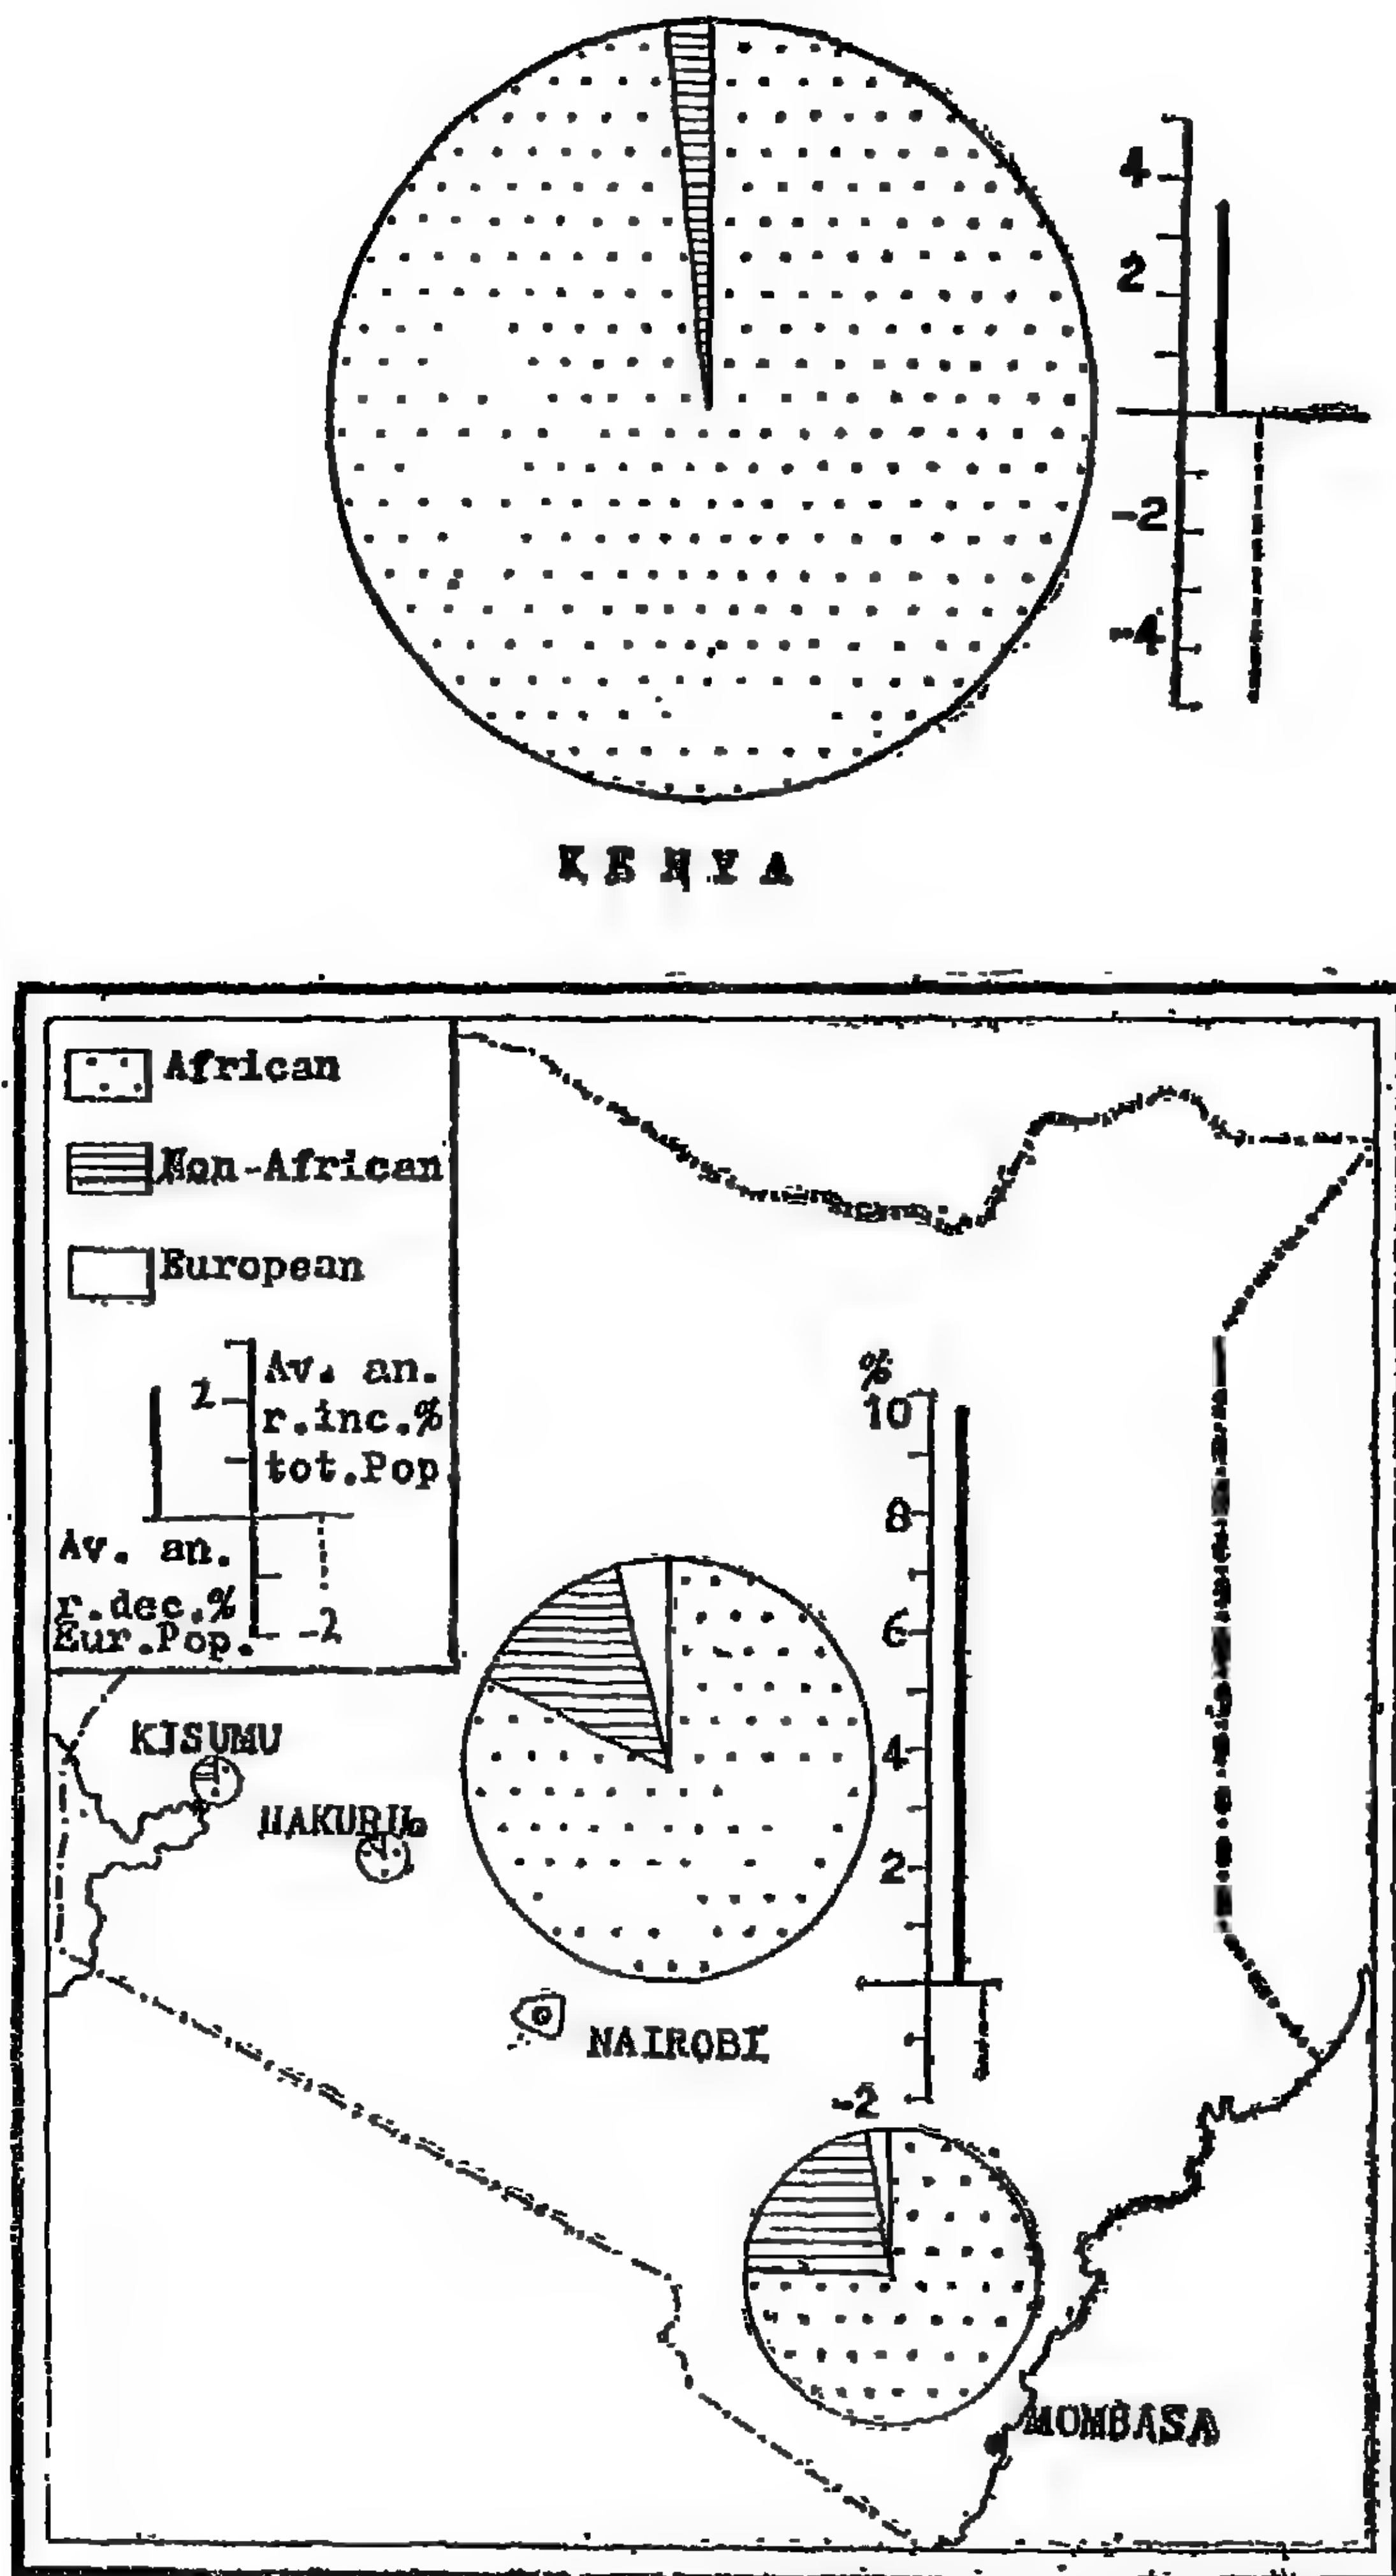 4
2
-2
-4
KENYA
African
Non-African
European
2
Av. an.
r.inc.%
tot.Pop
Av. an.
r.dec.%
Eur.Pop.
-2
%
10
8
6
4
2
-2
KISUMU
NAKURU
NAIROBI
MOMBASA